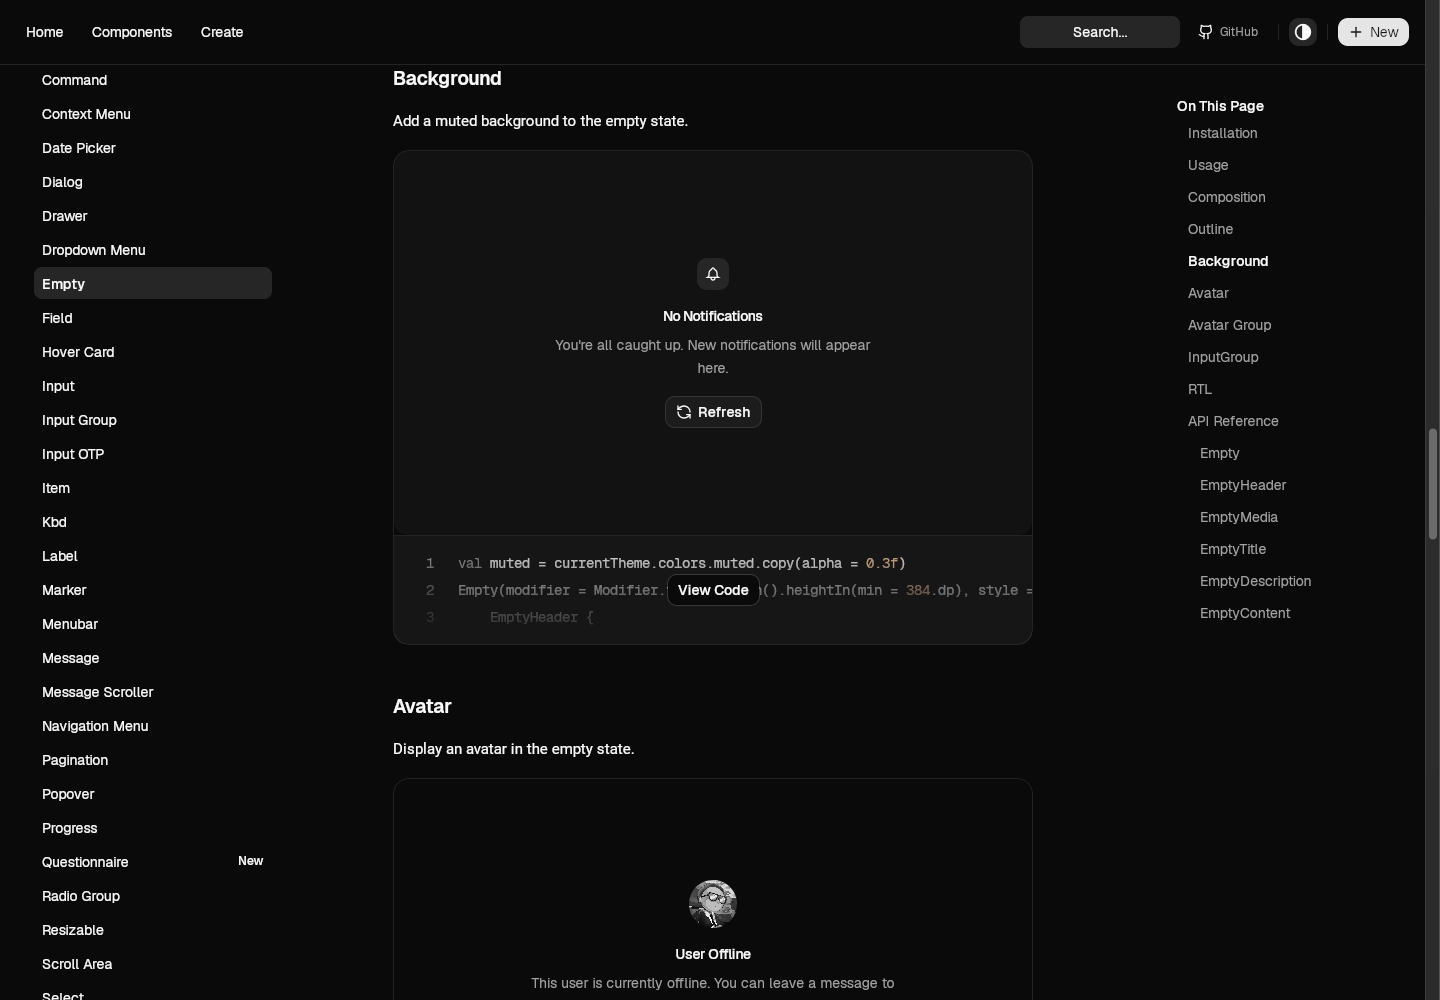 Home
Components
Create
Search...
GitHub
New
Command
Context Menu
Date Picker
Dialog
Drawer
Dropdown Menu
Empty
Field
Hover Card
Input
Input Group
Input OTP
Item
Kbd
Label
Marker
Menubar
Message
Message Scroller
Navigation Menu
Pagination
Popover
Progress
Questionnaire New
Radio Group
Resizable
Scroll Area
Select
Background
Add a muted background to the empty state.
No Notifications
You're all caught up. New notifications will appear
here.
Refresh
1 val muted = currentTheme.colors.muted.copy(alpha = 0.3f)
2 Empty(modifier = Modifier. ().heightIn(min = 384.dp), style =
View Code
3 EmptyHeader {
Avatar
Display an avatar in the empty state.
User Offline
This user is currently offline. You can leave a message to
On This Page
Installation
Usage
Composition
Outline
Background
Avatar
Avatar Group
InputGroup
RTL
API Reference
Empty
EmptyHeader
EmptyMedia
EmptyTitle
EmptyDescription
EmptyContent